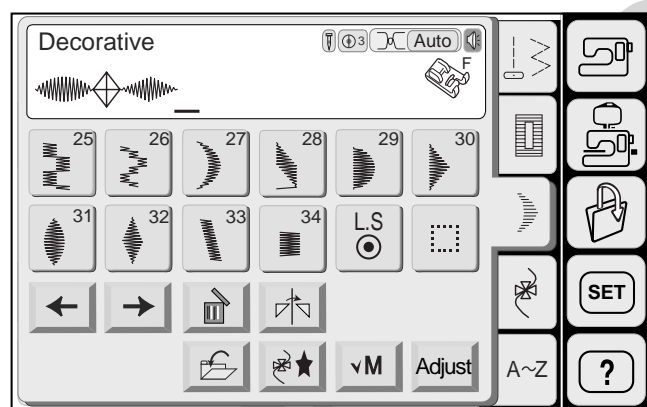 Decorative 3 Auto
F
25 26 27 28 29 30
31 32 33 34 L.S
SET
√M Adjust A~Z ?